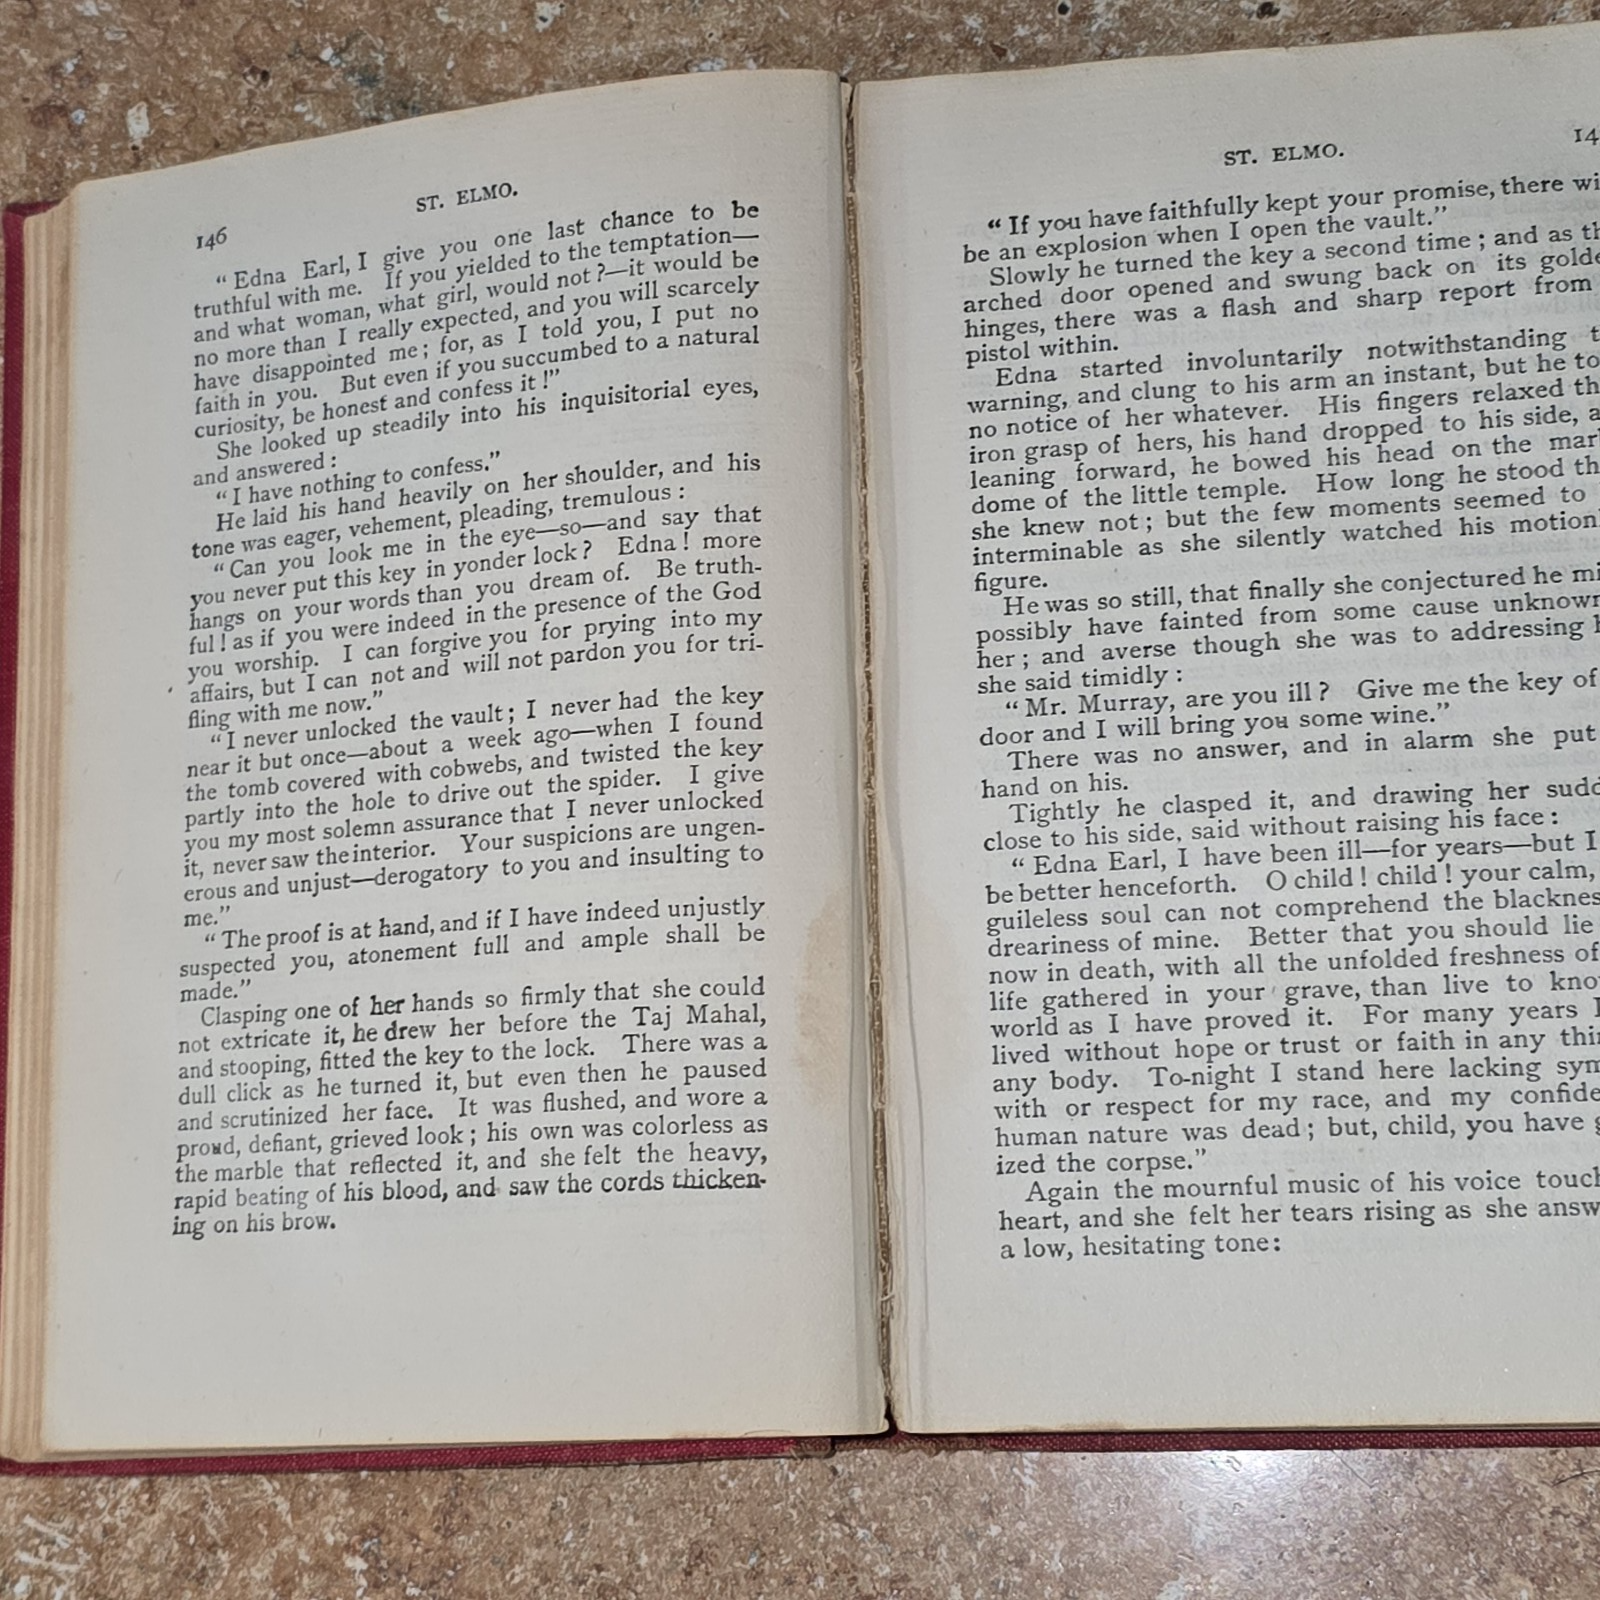 146
ST. ELMO.
“Edna Earl, I give you one last chance to be
truthful with me. If you yielded to the temptation—
and what woman, what girl, would not?—it would be
no more than I really expected, and you will scarcely
have disappointed me; for, as I told you, I put no
faith in you. But even if you succumbed to a natural
curiosity, be honest and confess it!”
She looked up steadily into his inquisitorial eyes,
and answered:
“I have nothing to confess.”
He laid his hand heavily on her shoulder, and his
tone was eager, vehement, pleading, tremulous:
“Can you look me in the eye—so—and say that
you never put this key in yonder lock? Edna! more
hangs on your words than you dream of. Be truth-
ful! as if you were indeed in the presence of the God
you worship. I can forgive you for prying into my
affairs, but I can not and will not pardon you for tri-
fling with me now.”
“I never unlocked the vault; I never had the key
near it but once—about a week ago—when I found
the tomb covered with cobwebs, and twisted the key
partly into the hole to drive out the spider. I give
you my most solemn assurance that I never unlocked
it, never saw the interior. Your suspicions are ungen-
erous and unjust—derogatory to you and insulting to
me.”
“The proof is at hand, and if I have indeed unjustly
suspected you, atonement full and ample shall be
made.”
Clasping one of her hands so firmly that she could
not extricate it, he drew her before the Taj Mahal,
and stooping, fitted the key to the lock. There was a
dull click as he turned it, but even then he paused
and scrutinized her face. It was flushed, and wore a
proud, defiant, grieved look; his own was colorless as
the marble that reflected it, and she felt the heavy,
rapid beating of his blood, and saw the cords thicken-
ing on his brow.
ST. ELMO.
14
“If you have faithfully kept your promise, there wi
be an explosion when I open the vault.”
Slowly he turned the key a second time; and as th
arched door opened and swung back on its golde
hinges, there was a flash and sharp report from
pistol within.
Edna started involuntarily notwithstanding t
warning, and clung to his arm an instant, but he to
no notice of her whatever. His fingers relaxed th
iron grasp of hers, his hand dropped to his side, a
leaning forward, he bowed his head on the mar
dome of the little temple. How long he stood th
she knew not; but the few moments seemed to
interminable as she silently watched his motion
figure.
He was so still, that finally she conjectured he mi
possibly have fainted from some cause unknown
her; and averse though she was to addressing h
she said timidly:
“Mr. Murray, are you ill? Give me the key of
door and I will bring you some wine.”
There was no answer, and in alarm she put
hand on his.
Tightly he clasped it, and drawing her sudd
close to his side, said without raising his face:
“Edna Earl, I have been ill—for years—but I
be better henceforth. O child! child! your calm,
guileless soul can not comprehend the blacknes
dreariness of mine. Better that you should lie
now in death, with all the unfolded freshness of
life gathered in your grave, than live to kno
world as I have proved it. For many years I
lived without hope or trust or faith in any thin
any body. To-night I stand here lacking sym
with or respect for my race, and my confide
human nature was dead; but, child, you have g
ized the corpse.”
Again the mournful music of his voice touch
heart, and she felt her tears rising as she answ
a low, hesitating tone: